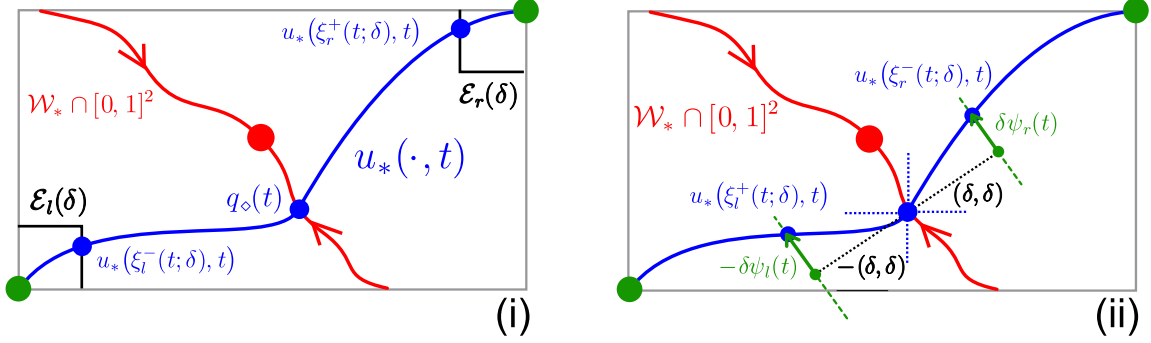 u_*(ξ_r^+(t;δ), t)
ℰ_r(δ)
𝒲_* ∩ [0, 1]^2
u_*(·, t)
ℰ_l(δ)
q_⋄(t)
u_*(ξ_l^-(t;δ), t)
(i)
u_*(ξ_r^-(t;δ), t)
𝒲_* ∩ [0, 1]^2
δψ_r(t)
u_*(ξ_l^+(t;δ), t)
(δ,δ)
-δψ_l(t)
-(δ,δ)
(ii)